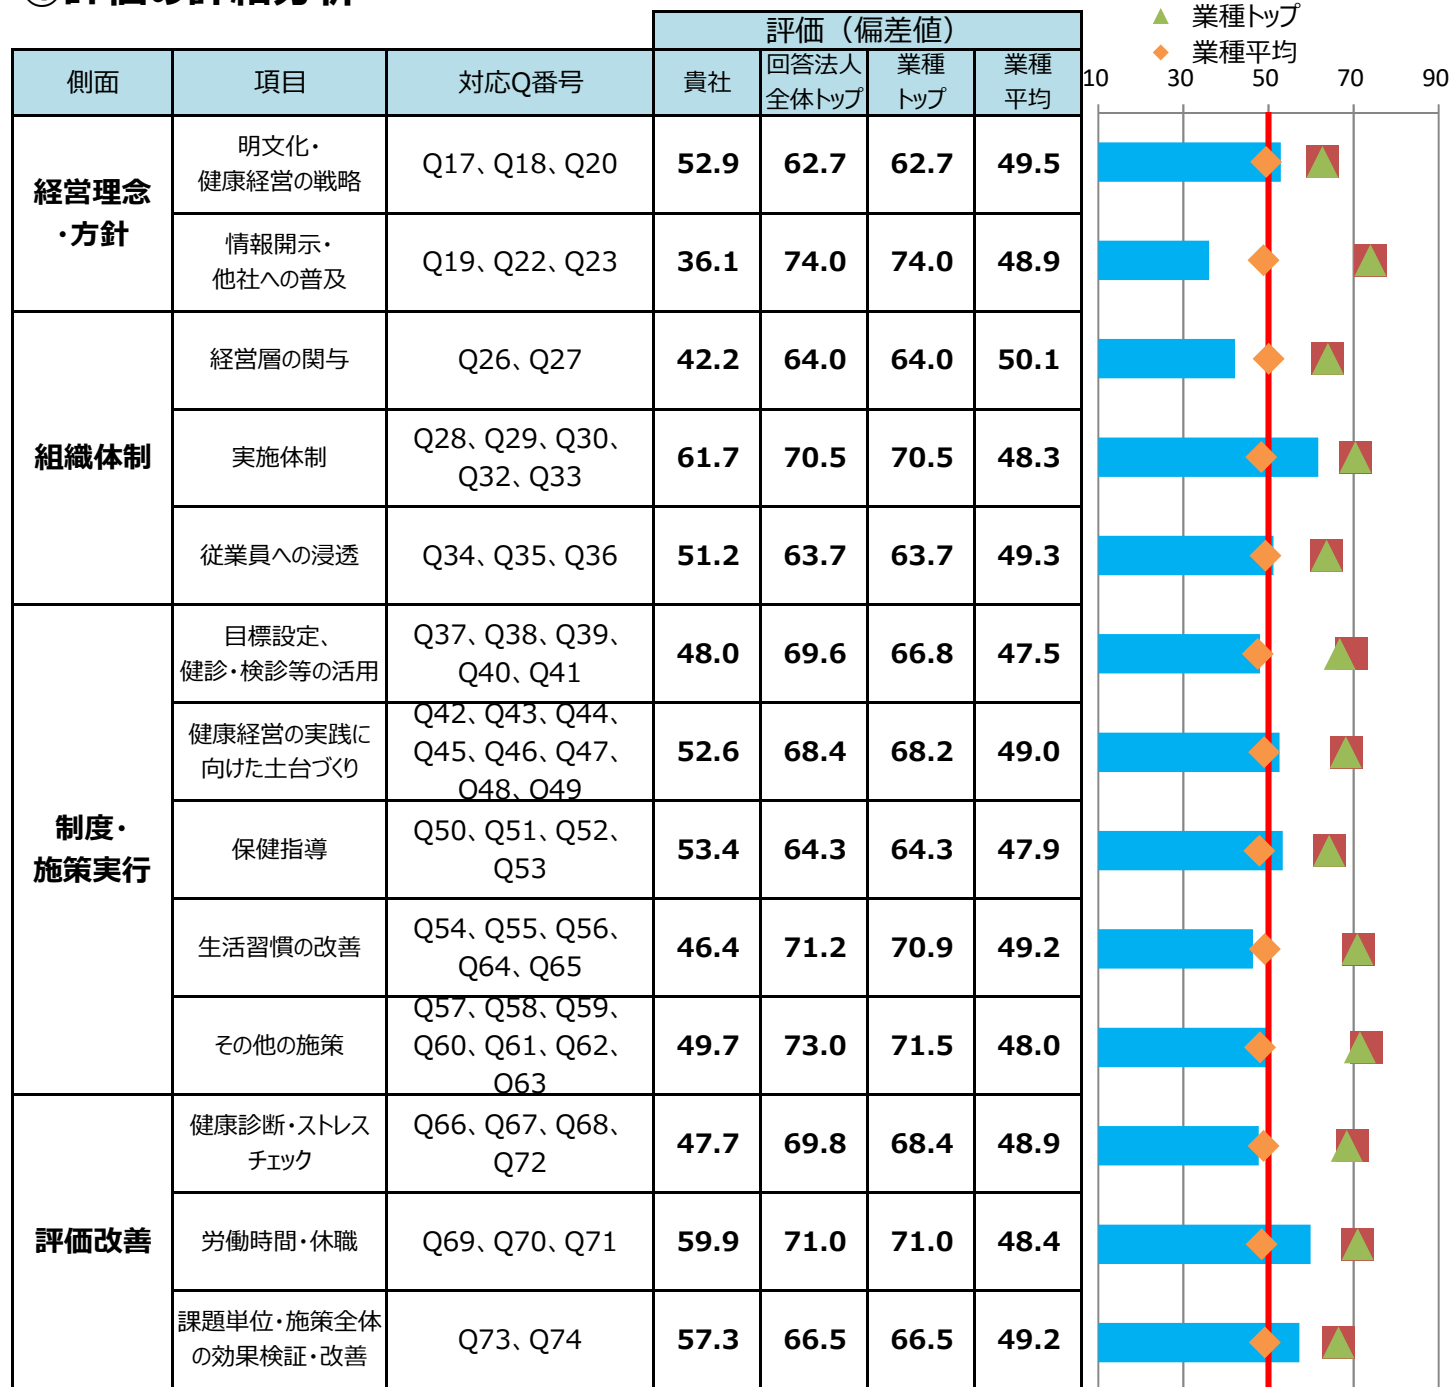 評価の詳細分析
▲ 業種トップ
◆ 業種平均
評価（偏差値）
側面 項目 対応Q番号 貴社 回答法人全体トップ 業種トップ 業種平均
10 30 50 70 90
経営理念・方針
明文化・健康経営の戦略 Q17、Q18、Q20 52.9 62.7 62.7 49.5
情報開示・他社への普及 Q19、Q22、Q23 36.1 74.0 74.0 48.9
組織体制
経営層の関与 Q26、Q27 42.2 64.0 64.0 50.1
実施体制 Q28、Q29、Q30、Q32、Q33 61.7 70.5 70.5 48.3
従業員への浸透 Q34、Q35、Q36 51.2 63.7 63.7 49.3
制度・施策実行
目標設定、健診・検診等の活用 Q37、Q38、Q39、Q40、Q41 48.0 69.6 66.8 47.5
健康経営の実践に向けた土台づくり Q42、Q43、Q44、Q45、Q46、Q47、Q48、Q49 52.6 68.4 68.2 49.0
保健指導 Q50、Q51、Q52、Q53 53.4 64.3 64.3 47.9
生活習慣の改善 Q54、Q55、Q56、Q64、Q65 46.4 71.2 70.9 49.2
その他の施策 Q57、Q58、Q59、Q60、Q61、Q62、Q63 49.7 73.0 71.5 48.0
評価改善
健康診断・ストレスチェック Q66、Q67、Q68、Q72 47.7 69.8 68.4 48.9
労働時間・休職 Q69、Q70、Q71 59.9 71.0 71.0 48.4
課題単位・施策全体の効果検証・改善 Q73、Q74 57.3 66.5 66.5 49.2